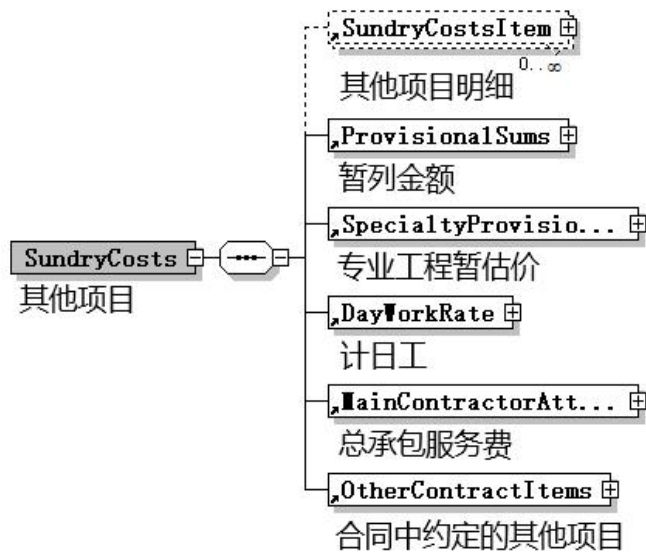 SundryCostsItem
0..∞
其他项目明细
ProvisionalSums
暂列金额
SpecialtyProvisio...
专业工程暂估价
SundryCosts
其他项目
DayWorkRate
计日工
MainContractorAtt...
总承包服务费
OtherContractItems
合同中约定的其他项目